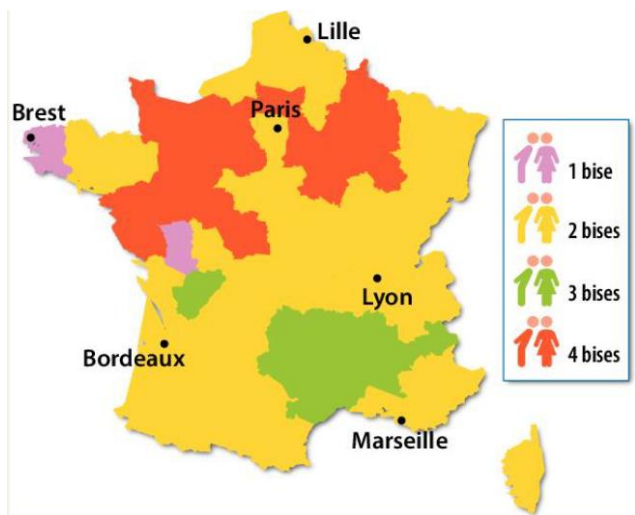 Lille
Brest
Paris
Lyon
Bordeaux
Marseille
1 bise
2 bises
3 bises
4 bises